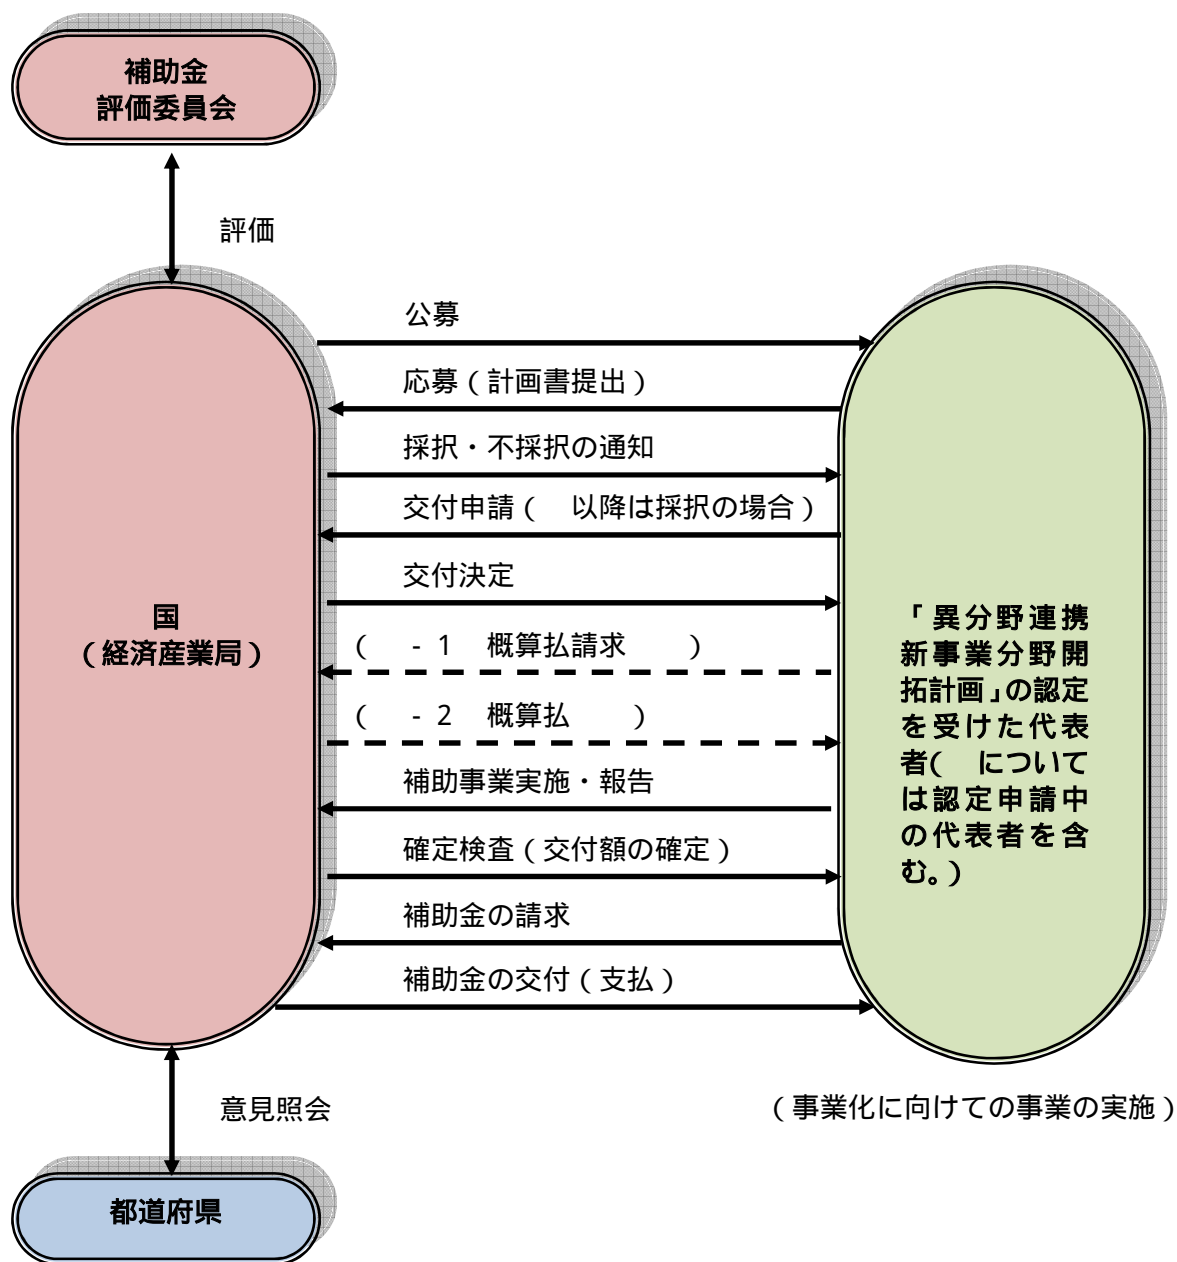 補助金
評価委員会
評価
公募
応募（計画書提出）
採択・不採択の通知
交付申請（　以降は採択の場合）
交付決定
（　- 1　概算払請求　　）
（　- 2　概算払　　）
補助事業実施・報告
確定検査（交付額の確定）
補助金の請求
補助金の交付（支払）
国
（経済産業局）
「異分野連携
新事業分野開
拓計画」の認定
を受けた代表
者（　について
は認定申請中
の代表者を含
む。）
意見照会
（事業化に向けての事業の実施）
都道府県